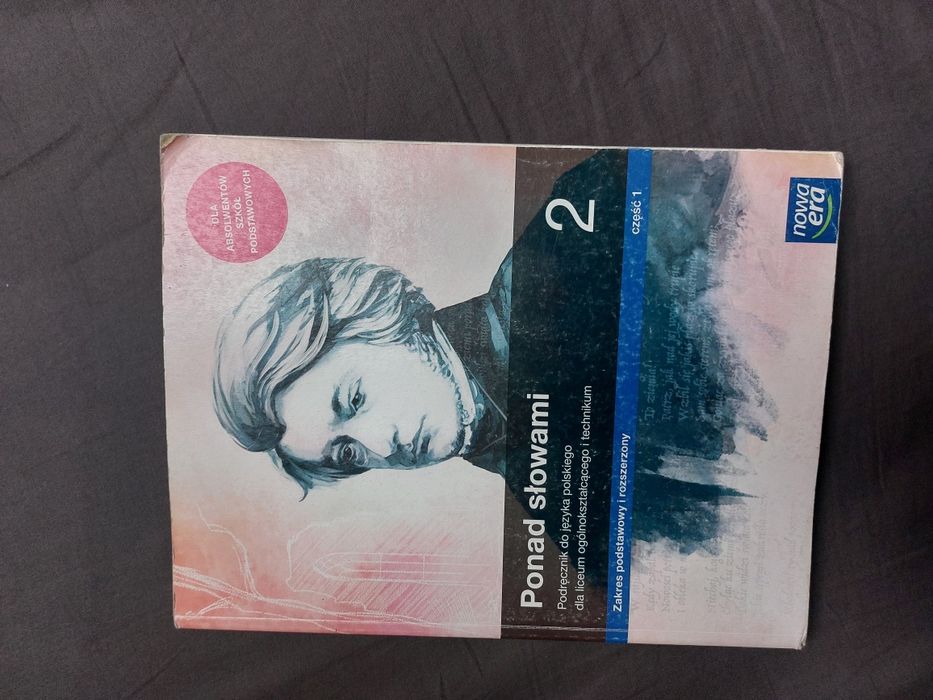 DLA
ABSOLWENTÓW
SZKÓŁ
PODSTAWOWYCH
Ponad słowami
2
Podręcznik do języka polskiego
dla liceum ogólnokształcącego i technikum
Zakres podstawowy i rozszerzony
część 1
nowa
era